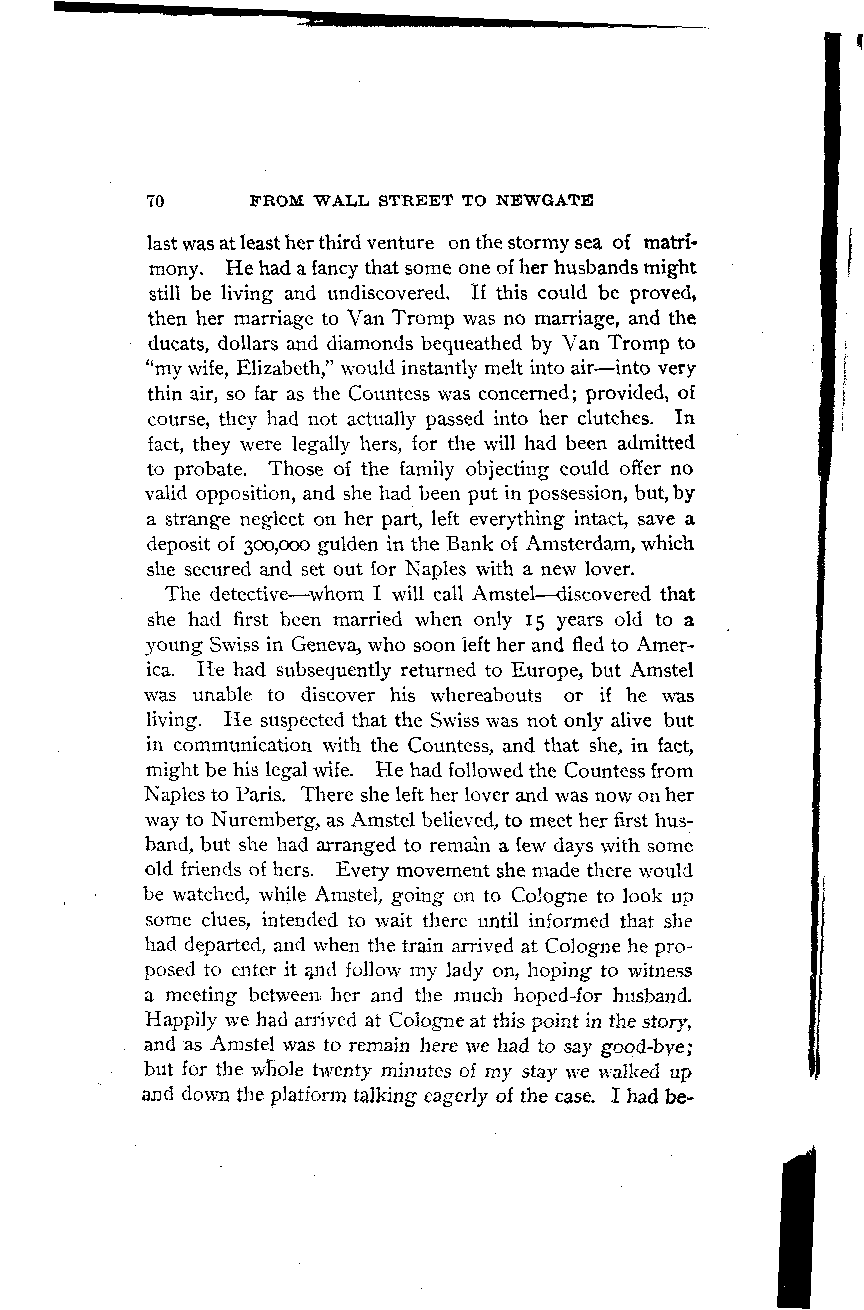 70 FROM WALL STREET TO NEWGATE
last was at least her third venture on the stormy sea of matri-
mony. He had a fancy that some one of her husbands might
still be living and undiscovered. If this could be proved,
then her marriage to Van Tromp was no marriage, and the
ducats, dollars and diamonds bequeathed by Van Tromp to
"my wife, Elizabeth," would instantly melt into air—into very
thin air, so far as the Countess was concerned; provided, of
course, they had not actually passed into her clutches. In
fact, they were legally hers, for the will had been admitted
to probate. Those of the family objecting could offer no
valid opposition, and she had been put in possession, but, by
a strange neglect on her part, left everything intact, save a
deposit of 300,000 gulden in the Bank of Amsterdam, which
she secured and set out for Naples with a new lover.
The detective—whom I will call Amstel—discovered that
she had first been married when only 15 years old to a
young Swiss in Geneva, who soon left her and fled to Amer-
ica. He had subsequently returned to Europe, but Amstel
was unable to discover his whereabouts or if he was
living. He suspected that the Swiss was not only alive but
in communication with the Countess, and that she, in fact,
might be his legal wife. He had followed the Countess from
Naples to Paris. There she left her lover and was now on her
way to Nuremberg, as Amstel believed, to meet her first hus-
band, but she had arranged to remain a few days with some
old friends of hers. Every movement she made there would
be watched, while Amstel, going on to Cologne to look up
some clues, intended to wait there until informed that she
had departed, and when the train arrived at Cologne he pro-
posed to enter it and follow my lady on, hoping to witness
a meeting between her and the much hoped-for husband.
Happily we had arrived at Cologne at this point in the story,
and as Amstel was to remain here we had to say good-bye;
but for the whole twenty minutes of my stay we walked up
and down the platform talking eagerly of the case. I had be-